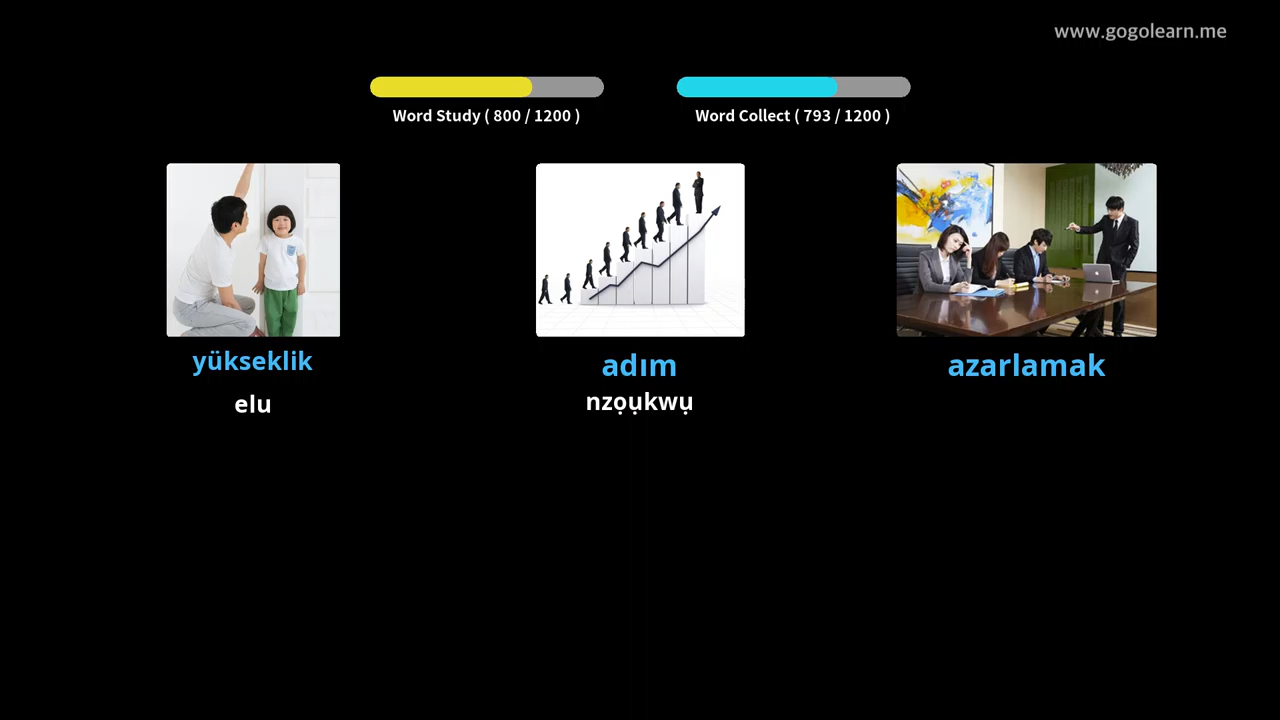 www.gogolearn.me
Word Study ( 800 / 1200 )
Word Collect ( 793 / 1200 )
yükseklik
adım
azarlamak
elu
nzọụkwụ